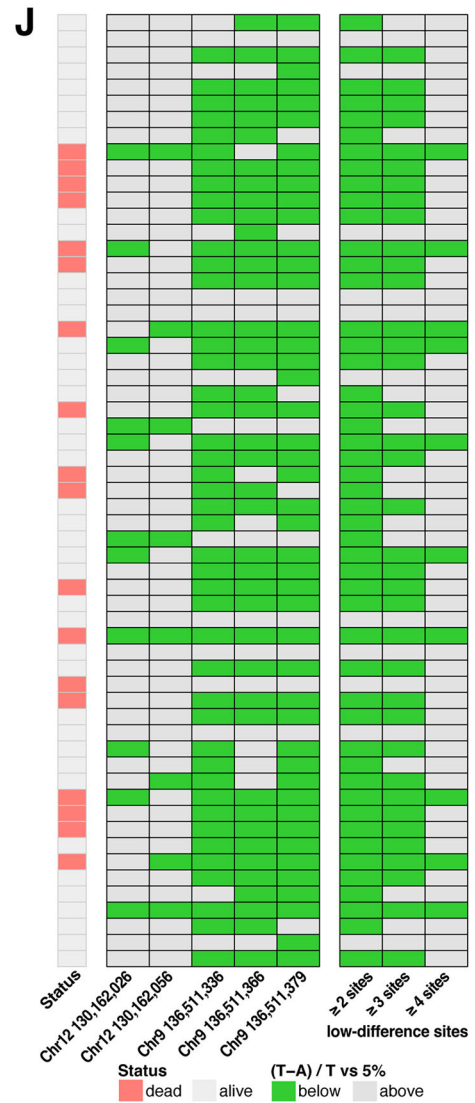 J
Status
Chr12 130,162,026
Chr12 130,162,056
Chr9 136,511,336
Chr9 136,511,366
Chr9 136,511,379
≥ 2 sites
≥ 3 sites
≥ 4 sites
low-difference sites
Status
dead
alive
(T−A) / T vs 5%
below
above